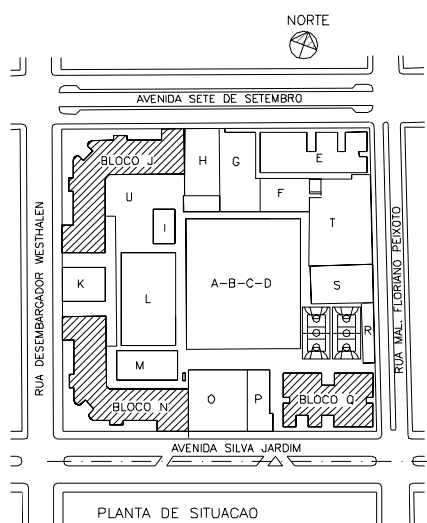 NORTE
AVENIDA SETE DE SETEMBRO
BLOCO J
H
G
E
F
U
I
T
RUA DESEMBARGADOR WESTHALEN
RUA MAL. FLORIANO PEIXOTO
K
L
A-B-C-D
S
R
M
BLOCO N
O
P
BLOCO Q
AVENIDA SILVA JARDIM
PLANTA DE SITUACAO